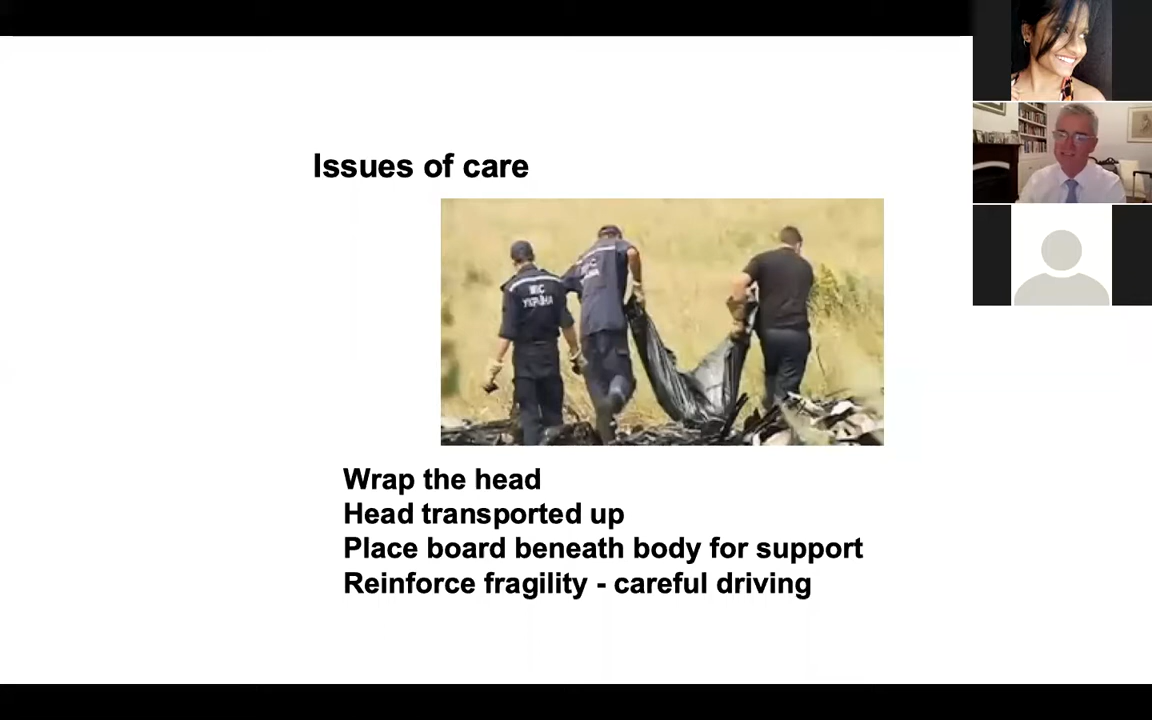 Issues of care
УКРАЇНА
Wrap the head
Head transported up
Place board beneath body for support
Reinforce fragility - careful driving